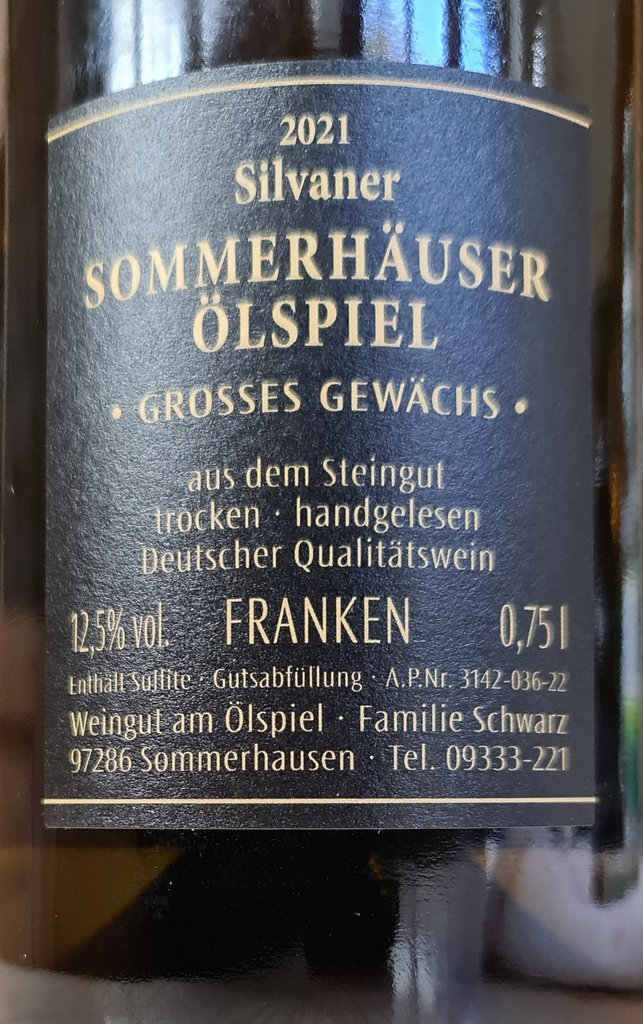 2021
Silvaner
SOMMERHÄUSER
ÖLSPIEL
• GROSSES GEWÄCHS •
aus dem Steingut
trocken · handgelesen
Deutscher Qualitätswein
12,5% vol. FRANKEN 0,75 l
Enthält Sulfite · Gutsabfüllung · A.P.Nr. 3142-036-22
Weingut am Ölspiel · Familie Schwarz
97286 Sommerhausen · Tel. 09333-221